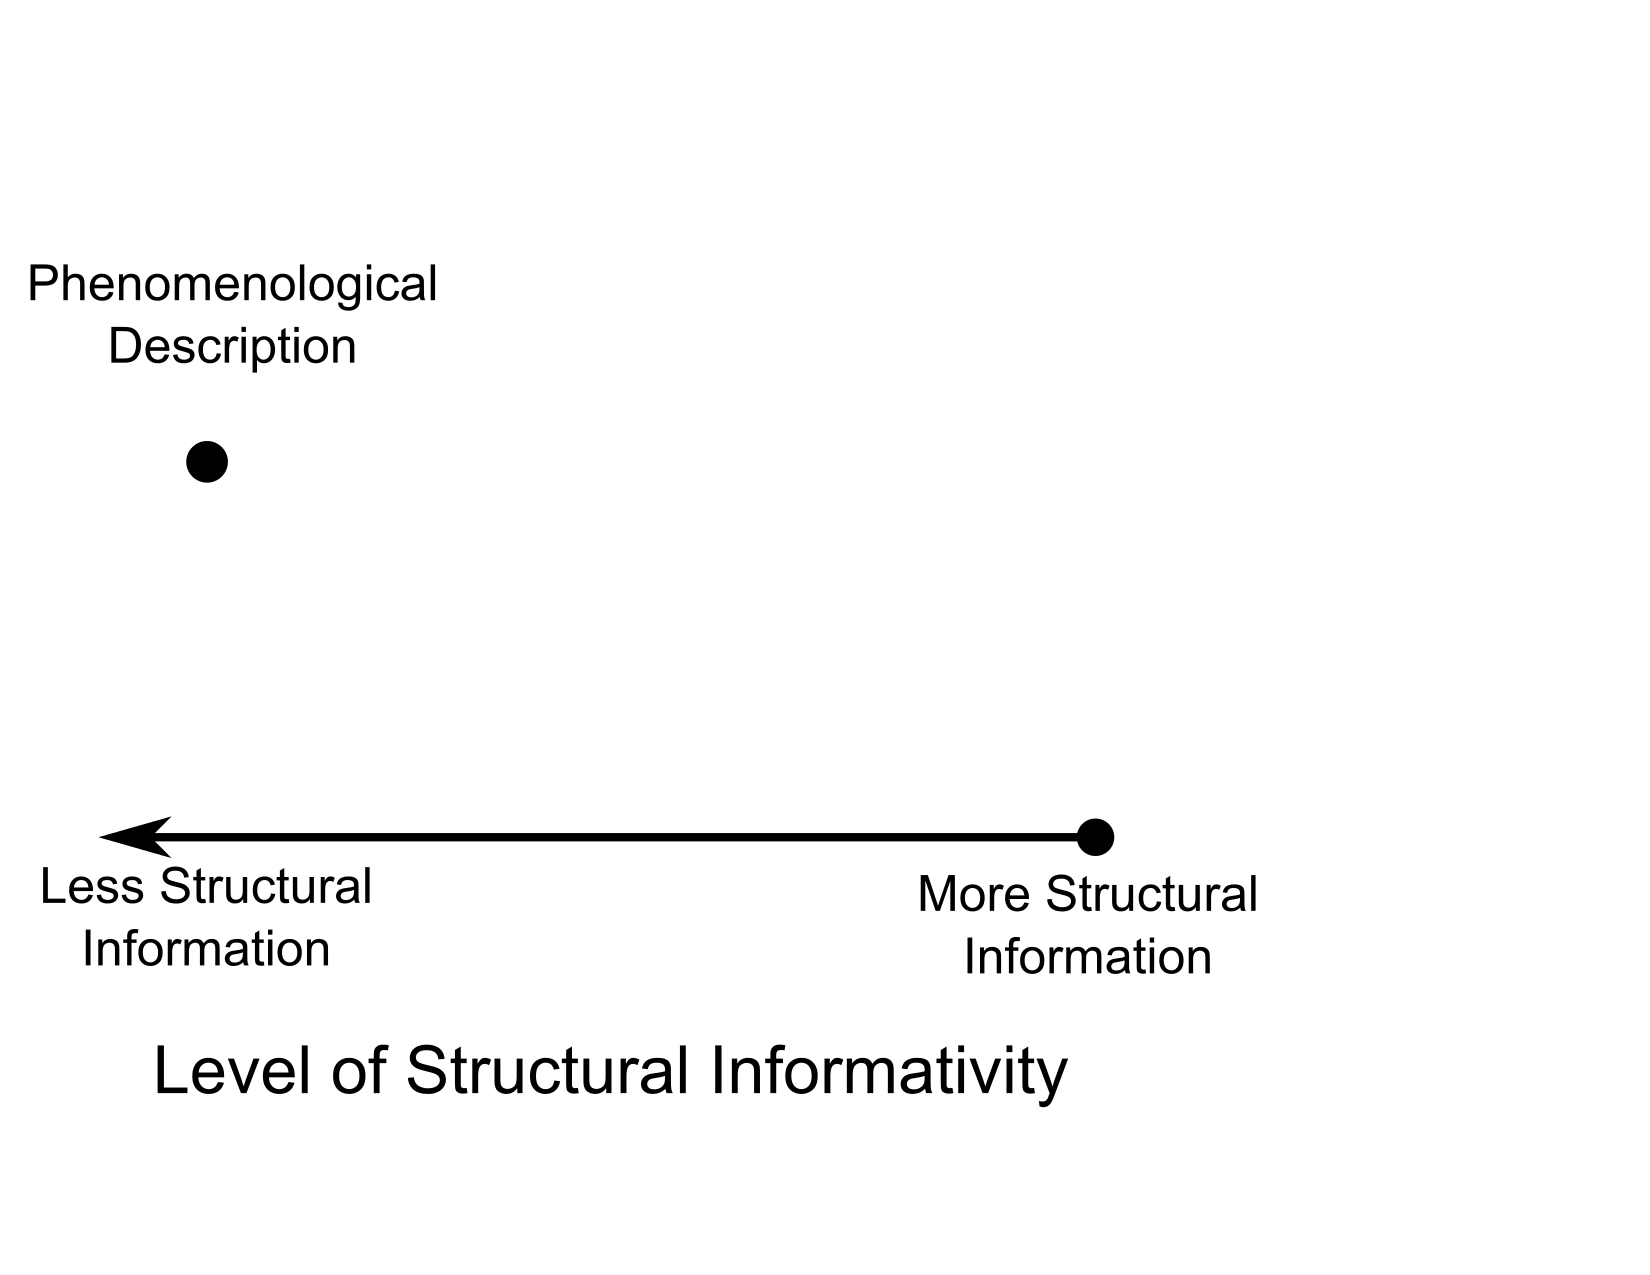 Phenomenological
Description
Less Structural
Information
More Structural
Information
Level of Structural Informativity